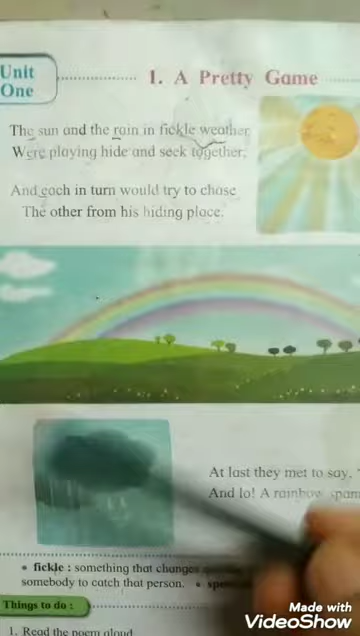 Unit
One
1. A Pretty Game
The sun and the rain in fickle weather
Were playing hide and seek together,
And each in turn would try to chase
The other from his hiding place.
At last they met to say,
And lo! A rainbow
• fickle : something that changes
somebody to catch that person. •
Things to do :
1. Read the poem aloud
Made with
VideoShow